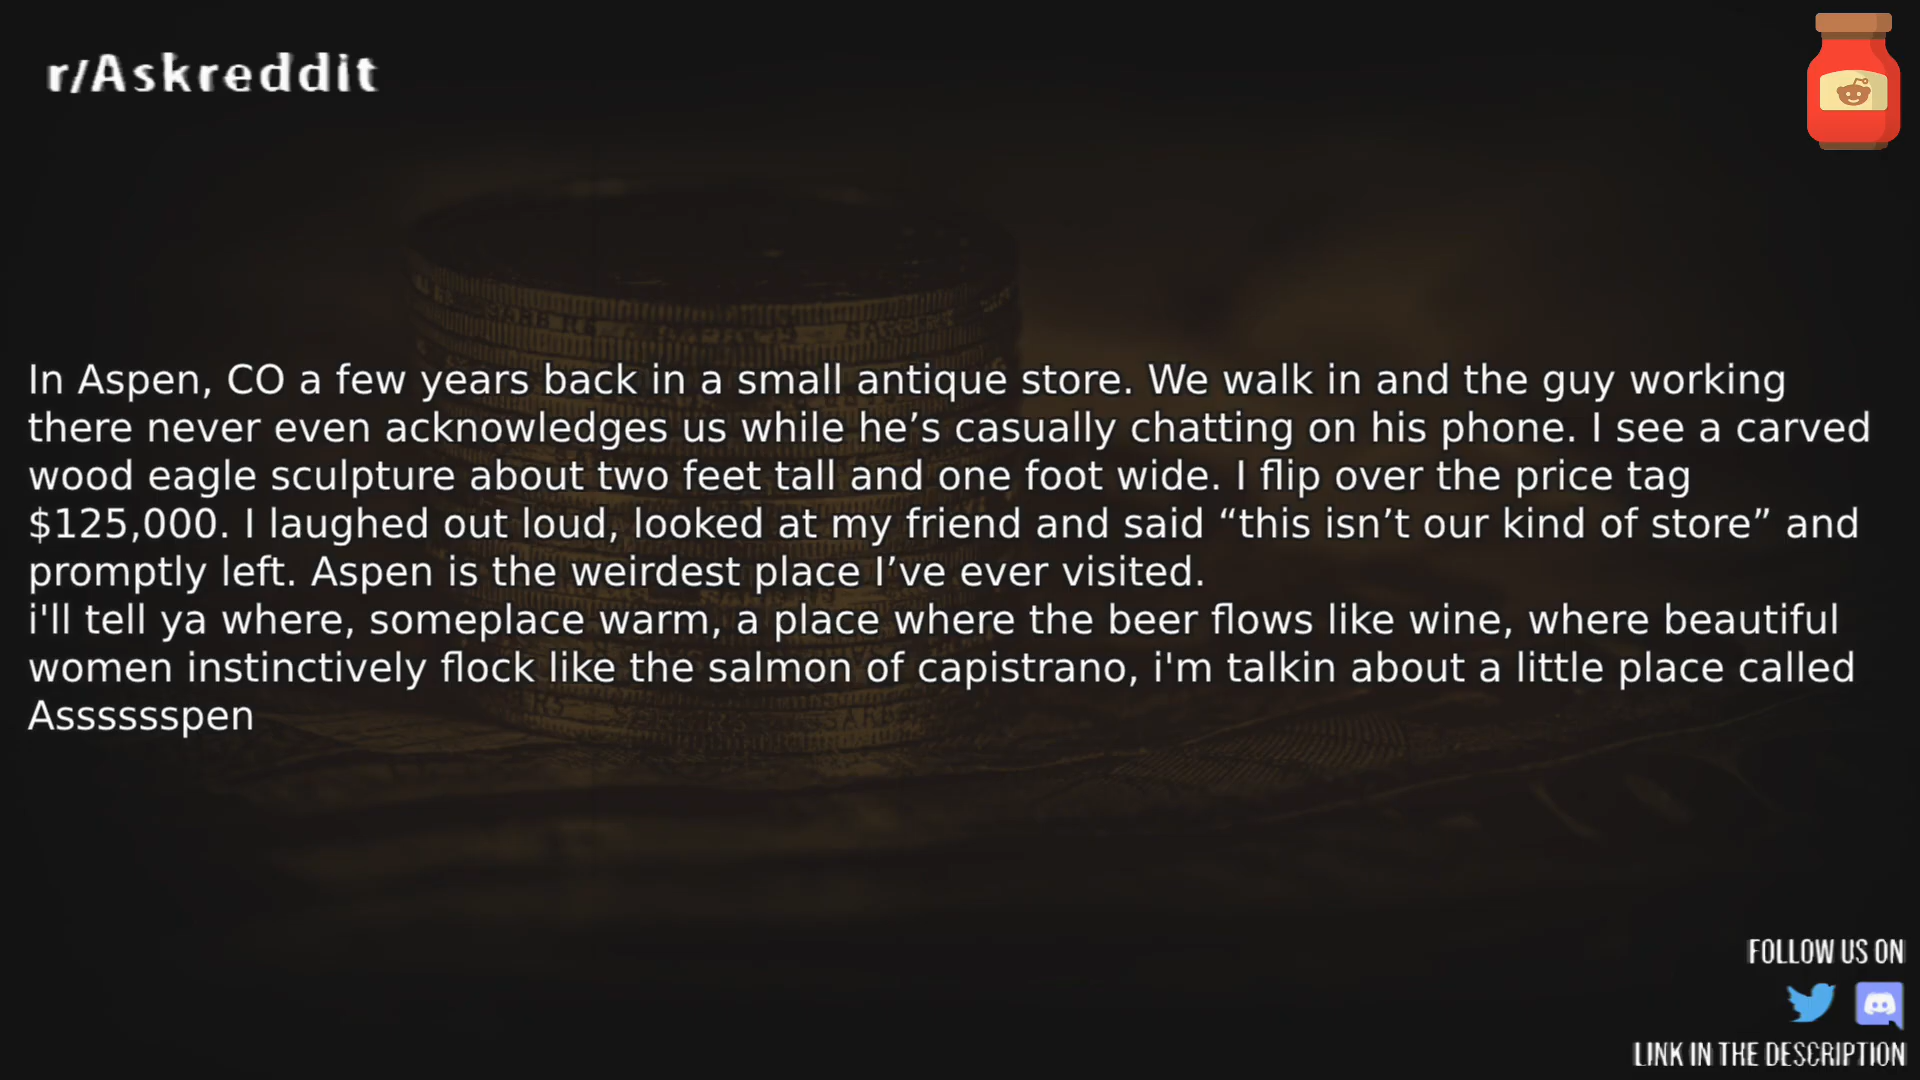 r/Askreddit
In Aspen, CO a few years back in a small antique store. We walk in and the guy working
there never even acknowledges us while he’s casually chatting on his phone. I see a carved
wood eagle sculpture about two feet tall and one foot wide. I flip over the price tag
$125,000. I laughed out loud, looked at my friend and said “this isn’t our kind of store” and
promptly left. Aspen is the weirdest place I’ve ever visited.
i'll tell ya where, someplace warm, a place where the beer flows like wine, where beautiful
women instinctively flock like the salmon of capistrano, i'm talkin about a little place called
Asssssspen
FOLLOW US ON
LINK IN THE DESCRIPTION